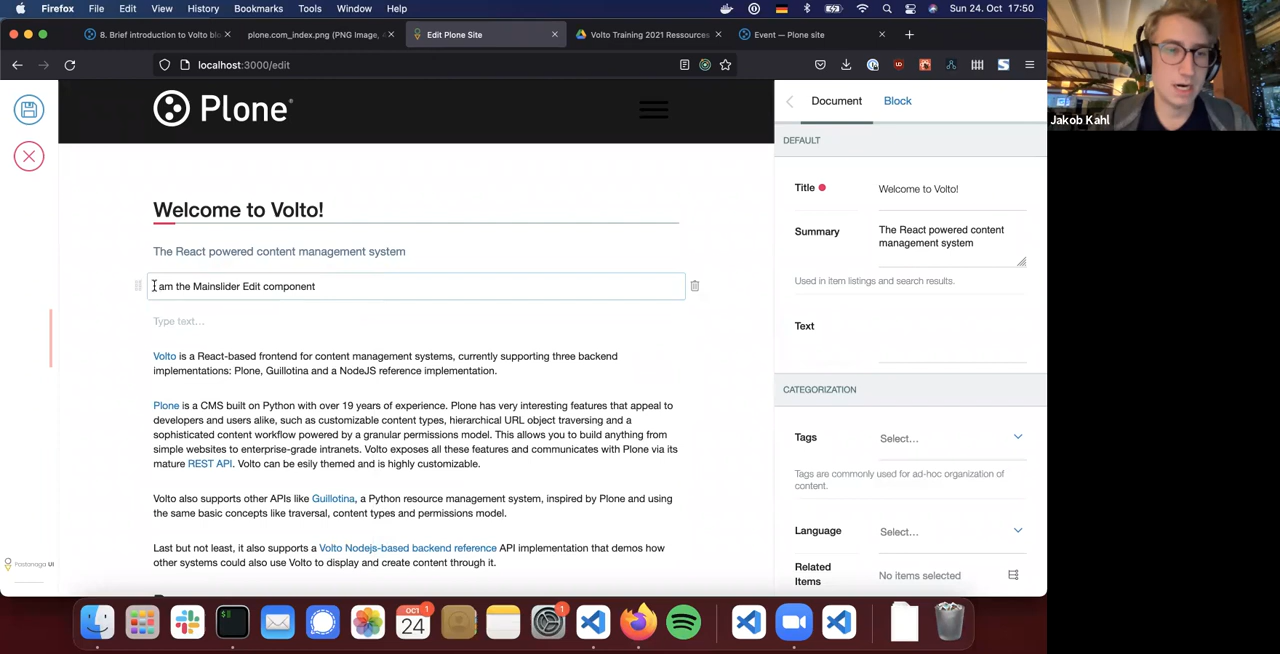 Firefox File Edit View History Bookmarks Tools Window Help Sun 24. Oct 17:50
8. Brief introduction to Volto blo
plone.com_index.png (PNG Image, 4
Edit Plone Site
Volto Training 2021 Ressources
Event — Plone site
localhost:3000/edit
Plone
Document Block
DEFAULT
Title
Welcome to Volto!
Summary
The React powered content
management system
Used in item listings and search results.
Text
CATEGORIZATION
Tags
Select…
Tags are commonly used for ad-hoc organization of
content.
Language
Select…
Related
Items
No items selected
Welcome to Volto!
The React powered content management system
I am the Mainslider Edit component
Type text…
Volto is a React-based frontend for content management systems, currently supporting three backend
implementations: Plone, Guillotina and a NodeJS reference implementation.
Plone is a CMS built on Python with over 19 years of experience. Plone has very interesting features that appeal to
developers and users alike, such as customizable content types, hierarchical URL object traversing and a
sophisticated content workflow powered by a granular permissions model. This allows you to build anything from
simple websites to enterprise-grade intranets. Volto exposes all these features and communicates with Plone via its
mature REST API. Volto can be easily themed and is highly customizable.
Volto also supports other APIs like Guillotina, a Python resource management system, inspired by Plone and using
the same basic concepts like traversal, content types and permissions model.
Last but not least, it also supports a Volto Nodejs-based backend reference API implementation that demos how
other systems could also use Volto to display and create content through it.
Pastanaga UI
OCT
24
1
1
Jakob Kahl